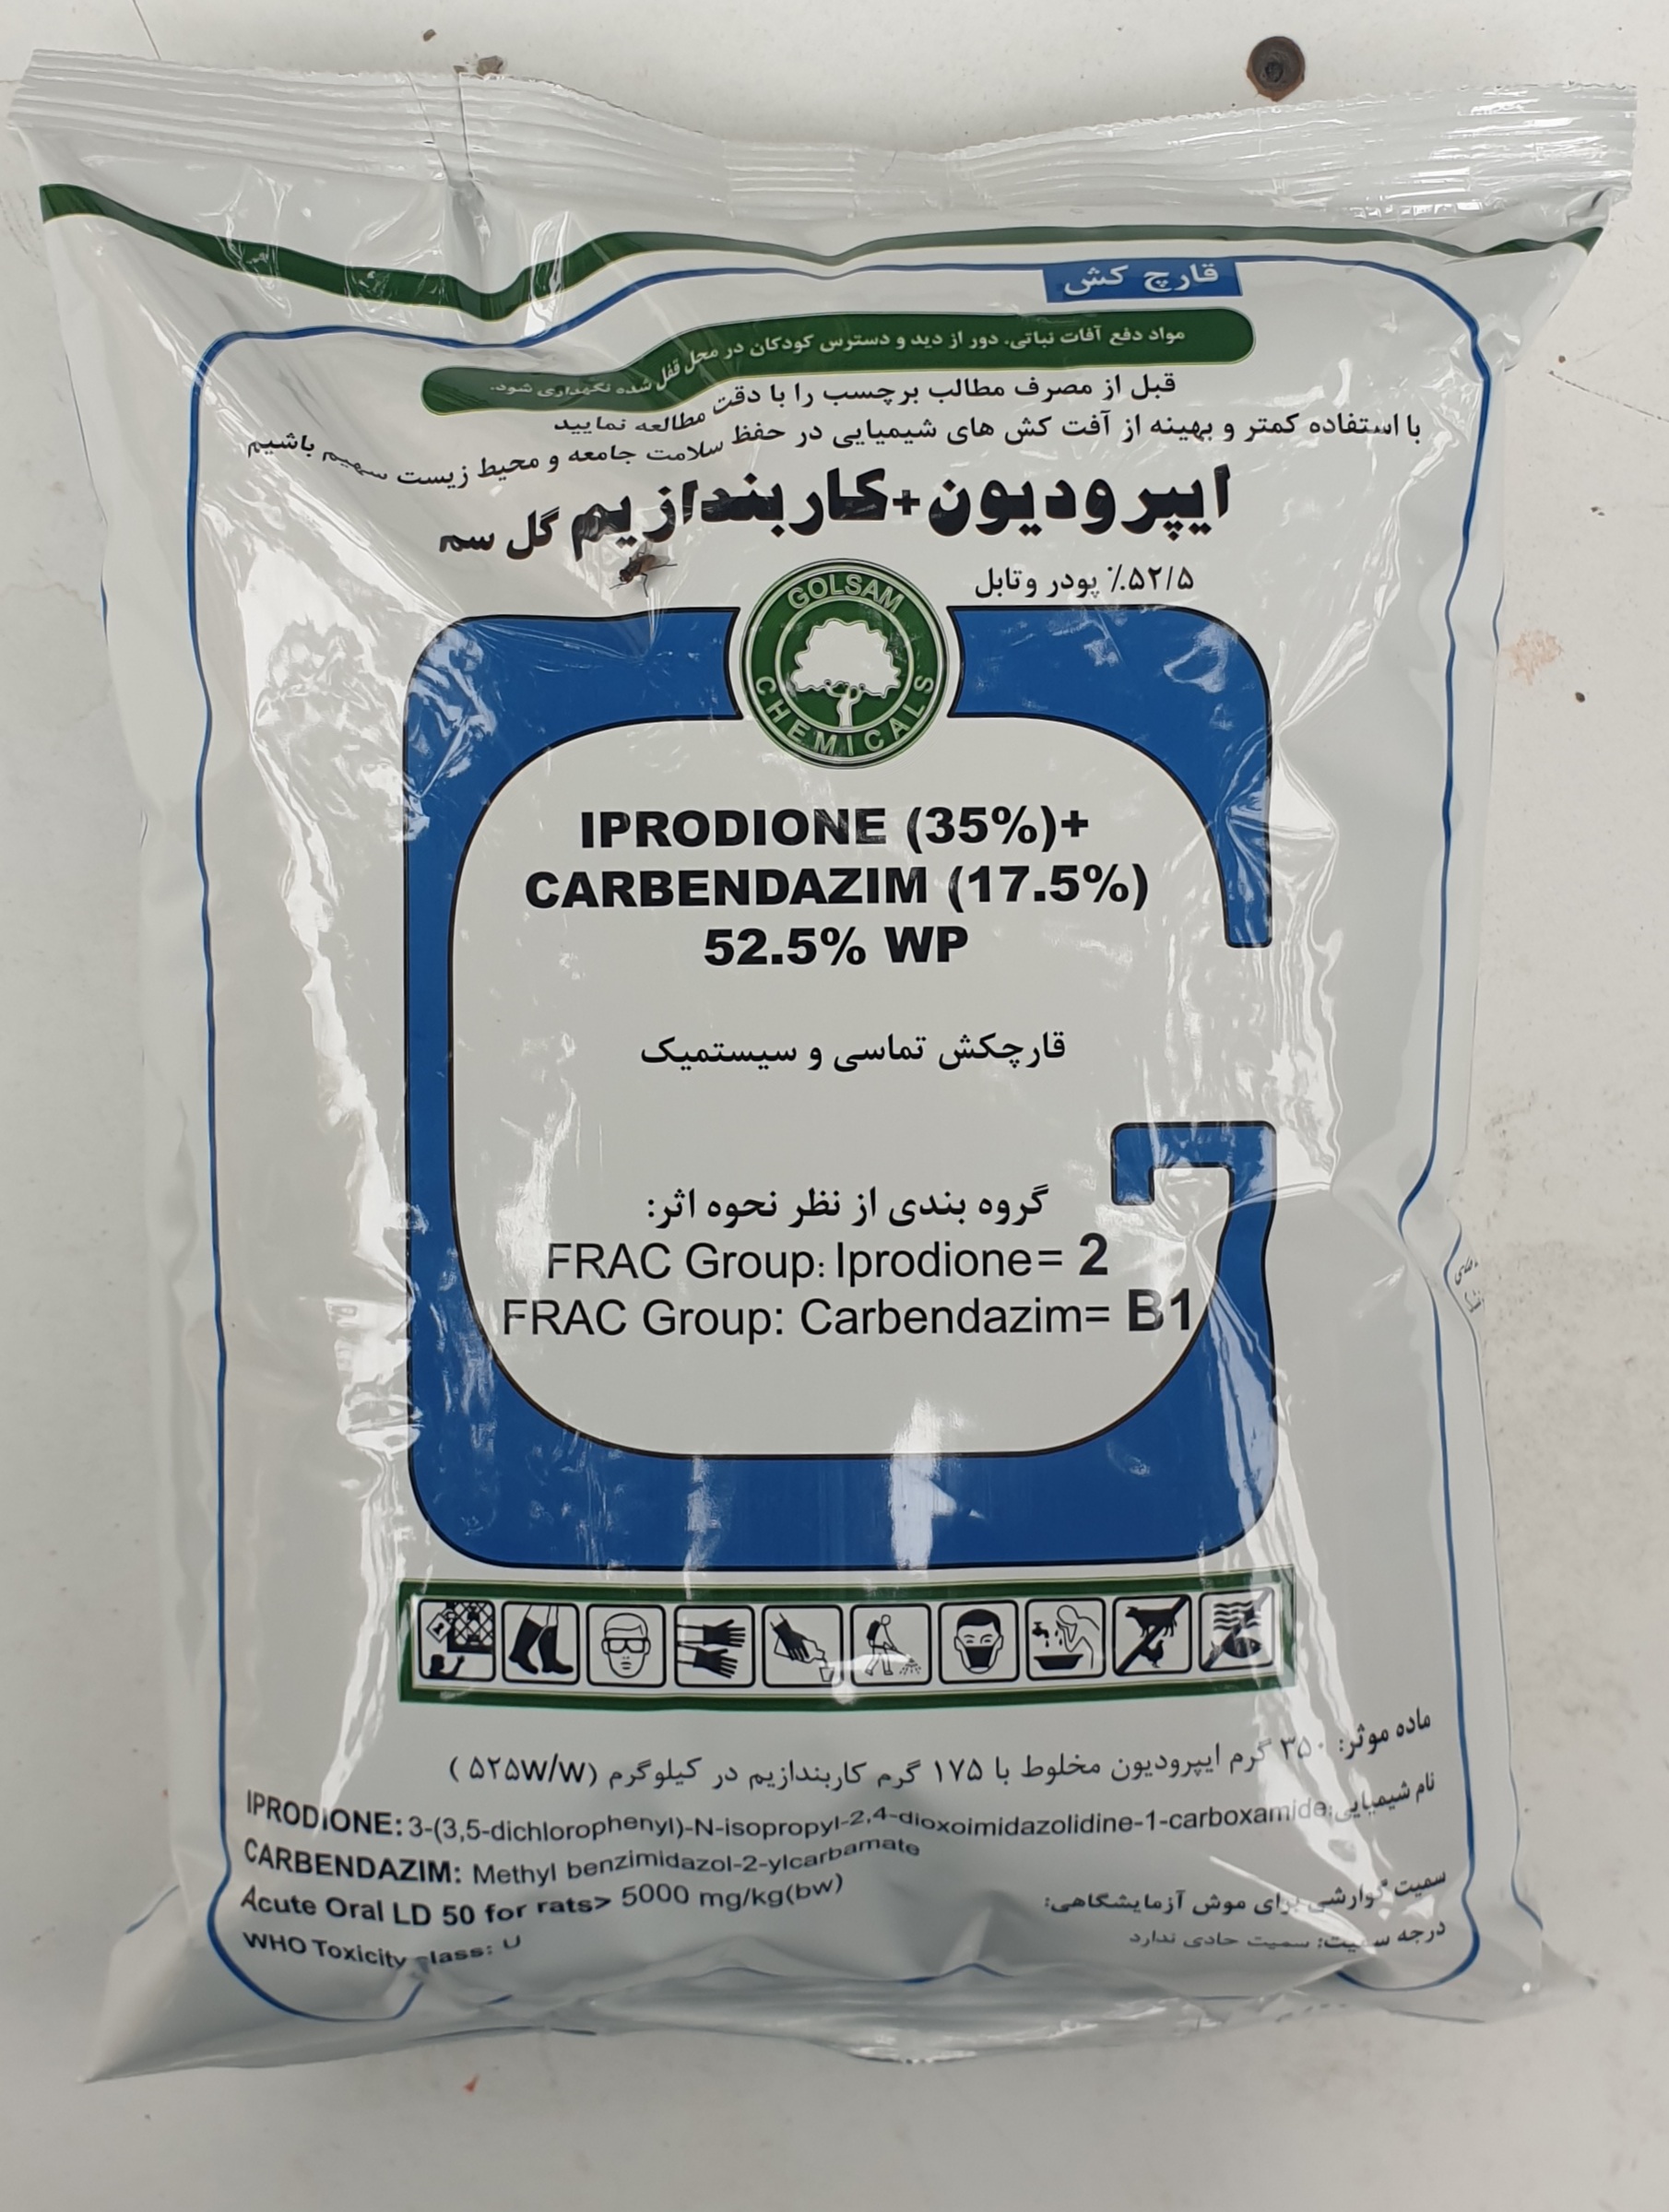 قارچ کش
مواد دفع آفات نباتی. دور از دید و دسترس کودکان در محل قفل شده نگهداری شود.
قبل از مصرف مطالب برچسب را با دقت مطالعه نمایید
با استفاده کمتر و بهینه از آفت کش های شیمیایی در حفظ سلامت جامعه و محیط زیست سهیم باشیم
ایپرودیون+کاربندازیم گل سم
۵۲/۵٪ پودر وتابل
GOLSAM
CHEMICALS
IPRODIONE (35%)+
CARBENDAZIM (17.5%)
52.5% WP
قارچکش تماسی و سیستمیک
گروه بندی از نظر نحوه اثر:
FRAC Group: Iprodione= 2
FRAC Group: Carbendazim= B1
ماده موثر: ۳۵۰ گرم ایپرودیون مخلوط با ۱۷۵ گرم کاربندازیم در کیلوگرم (۵۲۵W/W )
نام شیمیایی:
IPRODIONE: 3-(3,5-dichlorophenyl)-N-isopropyl-2,4-dioxoimidazolidine-1-carboxamide
CARBENDAZIM: Methyl benzimidazol-2-ylcarbamate
سمیت گوارشی برای موش آزمایشگاهی:
Acute Oral LD 50 for rats> 5000 mg/kg(bw)
درجه سمیت: سمیت حادی ندارد
WHO Toxicity class: U